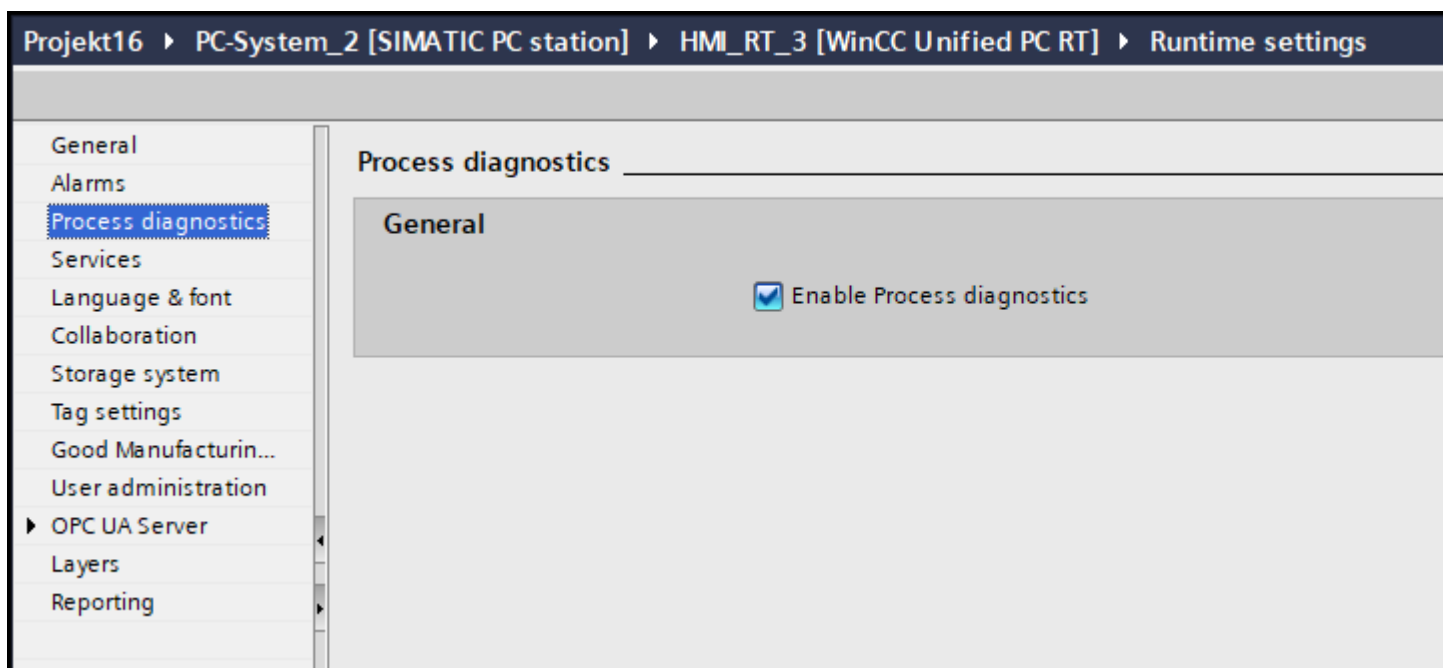 Projekt16 ▸ PC-System_2 [SIMATIC PC station] ▸ HMI_RT_3 [WinCC Unified PC RT] ▸ Runtime settings
General
Alarms
Process diagnostics
Services
Language & font
Collaboration
Storage system
Tag settings
Good Manufacturin...
User administration
OPC UA Server
Layers
Reporting
Process diagnostics
General
Enable Process diagnostics